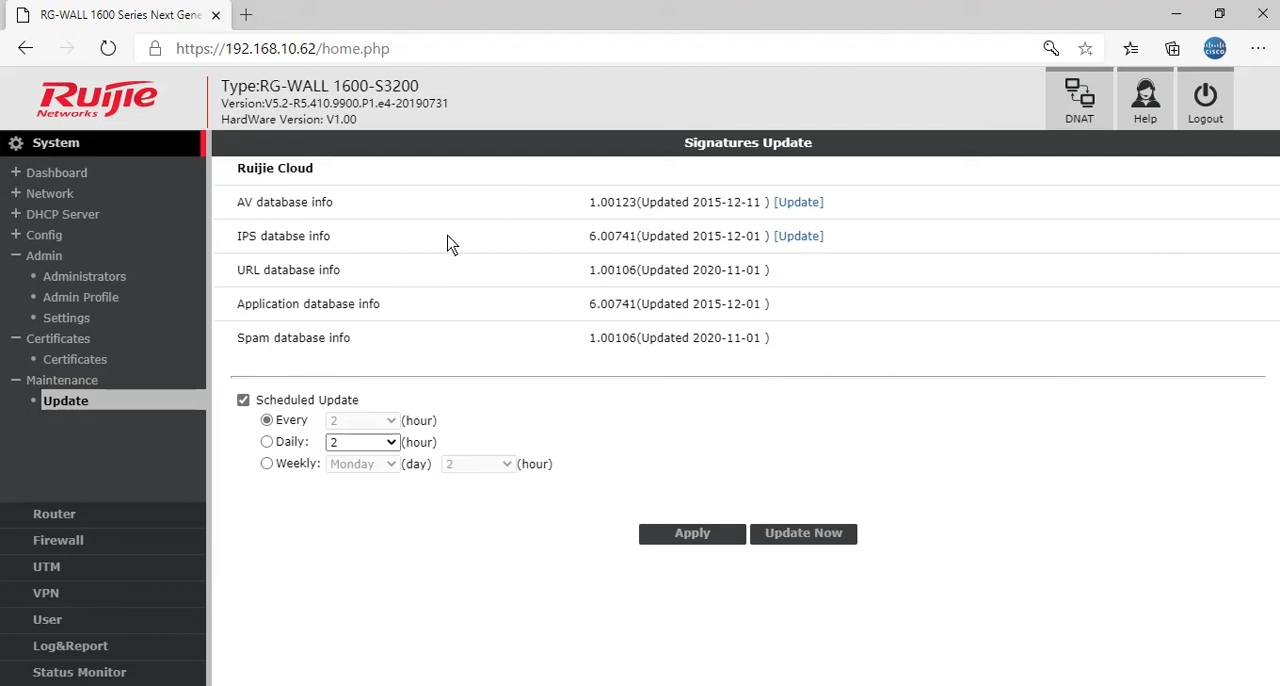 RG-WALL 1600 Series Next Gene
https://192.168.10.62/home.php
Ruijie
Networks
Type:RG-WALL 1600-S3200
Version:V5.2-R5.410.9900.P1.e4-20190731
HardWare Version: V1.00
DNAT
Help
Logout
System
Signatures Update
Dashboard
Network
DHCP Server
Config
Admin
Administrators
Admin Profile
Settings
Certificates
Certificates
Maintenance
Update
Router
Firewall
UTM
VPN
User
Log&Report
Status Monitor
Ruijie Cloud
AV database info 1.00123(Updated 2015-12-11 ) [Update]
IPS databse info 6.00741(Updated 2015-12-01 ) [Update]
URL database info 1.00106(Updated 2020-11-01 )
Application database info 6.00741(Updated 2015-12-01 )
Spam database info 1.00106(Updated 2020-11-01 )
Scheduled Update
Every 2 (hour)
Daily: 2 (hour)
Weekly: Monday (day) 2 (hour)
Apply Update Now